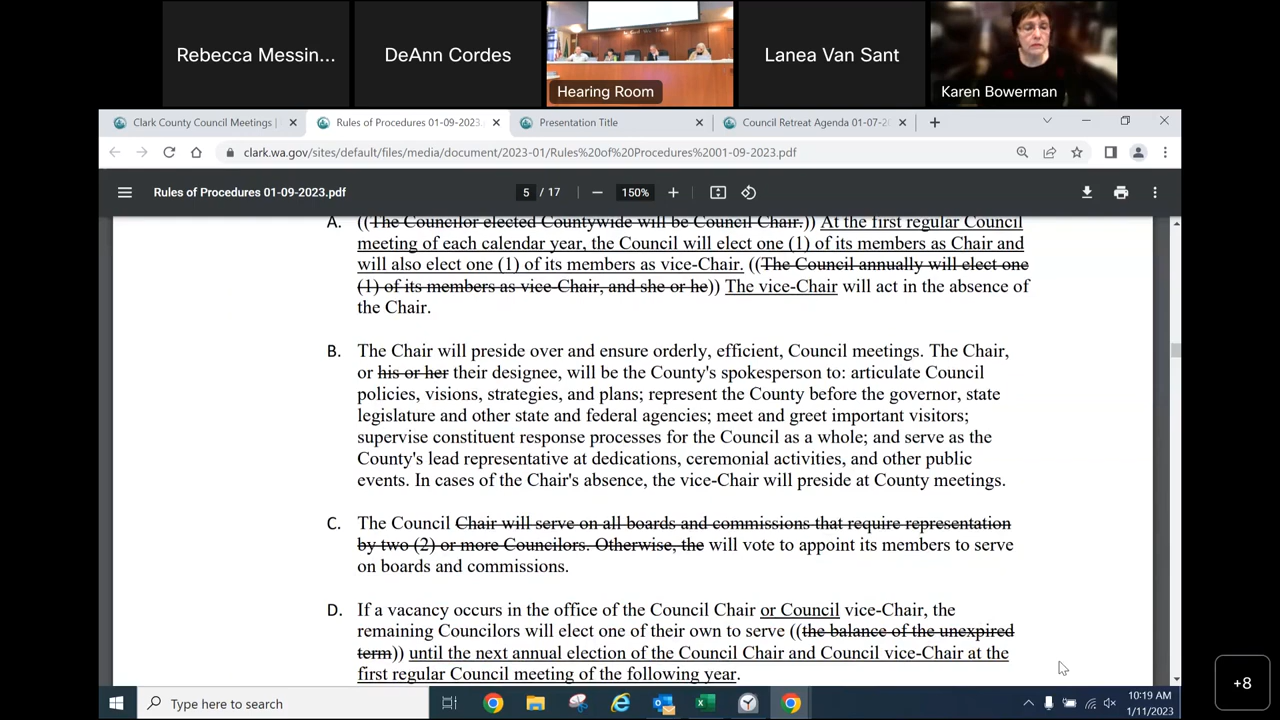 Rebecca Messin...
DeAnn Cordes
Hearing Room
Lanea Van Sant
Karen Bowerman
Clark County Council Meetings |
Rules of Procedures 01-09-2023.
Presentation Title
Council Retreat Agenda 01-07-20
clark.wa.gov/sites/default/files/media/document/2023-01/Rules%20of%20Procedures%2001-09-2023.pdf
Rules of Procedures 01-09-2023.pdf
5 / 17
150%
A. ((The Councilor elected Countywide will be Council Chair.)) At the first regular Council
meeting of each calendar year, the Council will elect one (1) of its members as Chair and
will also elect one (1) of its members as vice-Chair. ((The Council annually will elect one
(1) of its members as vice-Chair, and she or he)) The vice-Chair will act in the absence of
the Chair.
B. The Chair will preside over and ensure orderly, efficient, Council meetings. The Chair,
or his or her their designee, will be the County's spokesperson to: articulate Council
policies, visions, strategies, and plans; represent the County before the governor, state
legislature and other state and federal agencies; meet and greet important visitors;
supervise constituent response processes for the Council as a whole; and serve as the
County's lead representative at dedications, ceremonial activities, and other public
events. In cases of the Chair's absence, the vice-Chair will preside at County meetings.
C. The Council Chair will serve on all boards and commissions that require representation
by two (2) or more Councilors. Otherwise, the will vote to appoint its members to serve
on boards and commissions.
D. If a vacancy occurs in the office of the Council Chair or Council vice-Chair, the
remaining Councilors will elect one of their own to serve ((the balance of the unexpired
term)) until the next annual election of the Council Chair and Council vice-Chair at the
first regular Council meeting of the following year.
Type here to search
10:19 AM
1/11/2023
+8